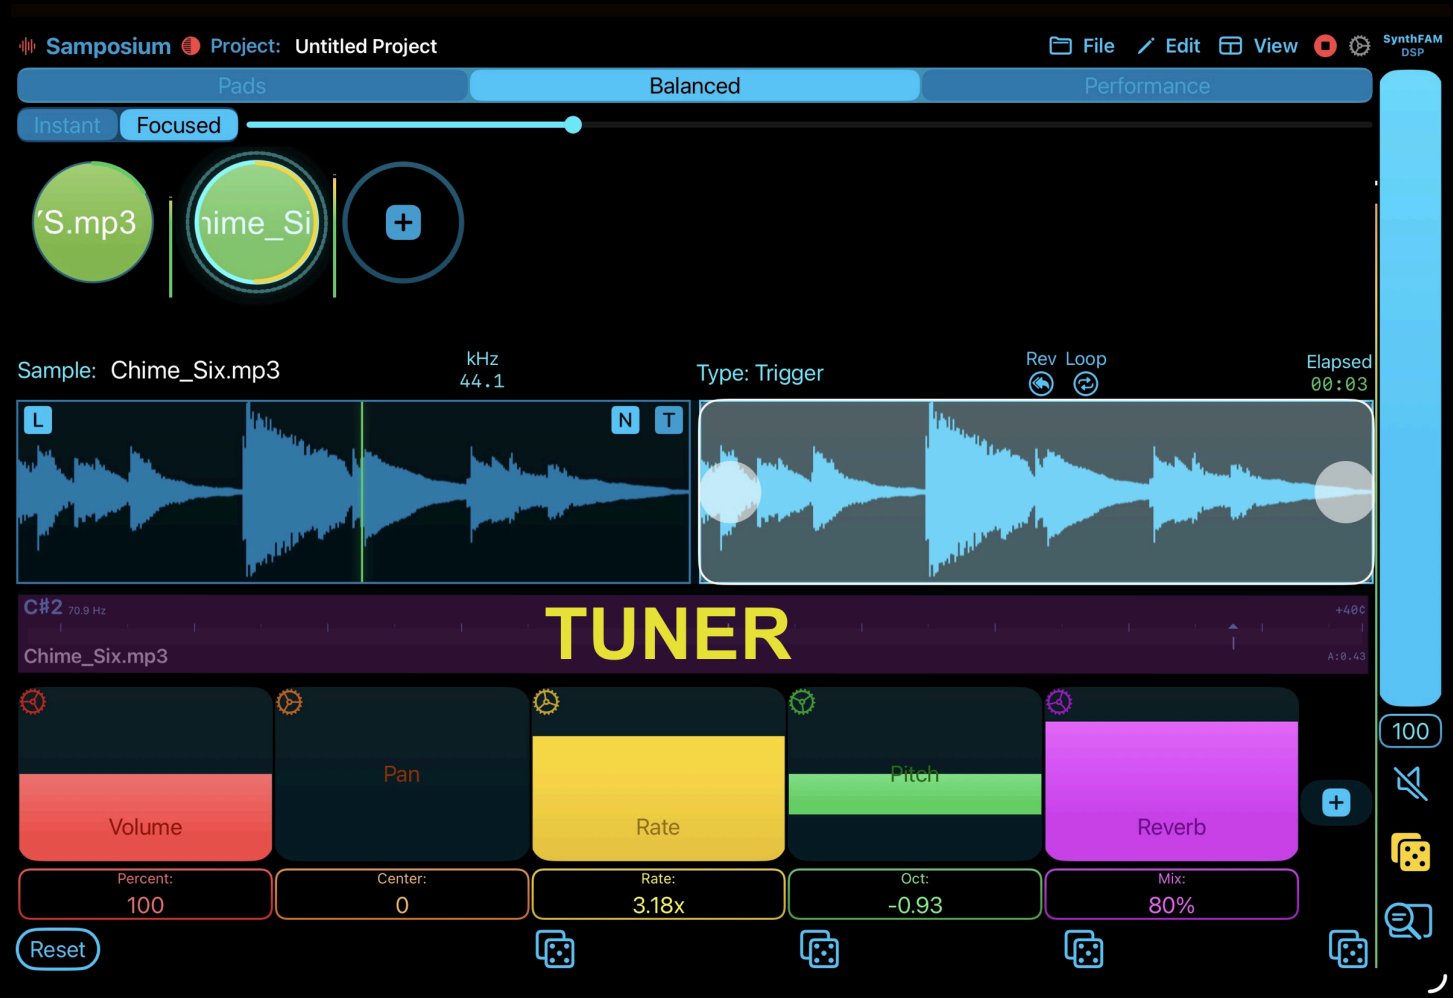 Samposium Project: Untitled Project File Edit View SynthFAM DSP
Pads Balanced Performance
Instant Focused
'S.mp3 hime_Si
Sample: Chime_Six.mp3 kHz 44.1 Type: Trigger Rev Loop Elapsed 00:03
L N T
C#2 70.9 Hz TUNER +40¢
Chime_Six.mp3 A:0.43
Volume Pan Rate Pitch Reverb
100
Percent: Center: Rate: Oct: Mix:
100 0 3.18x -0.93 80%
Reset